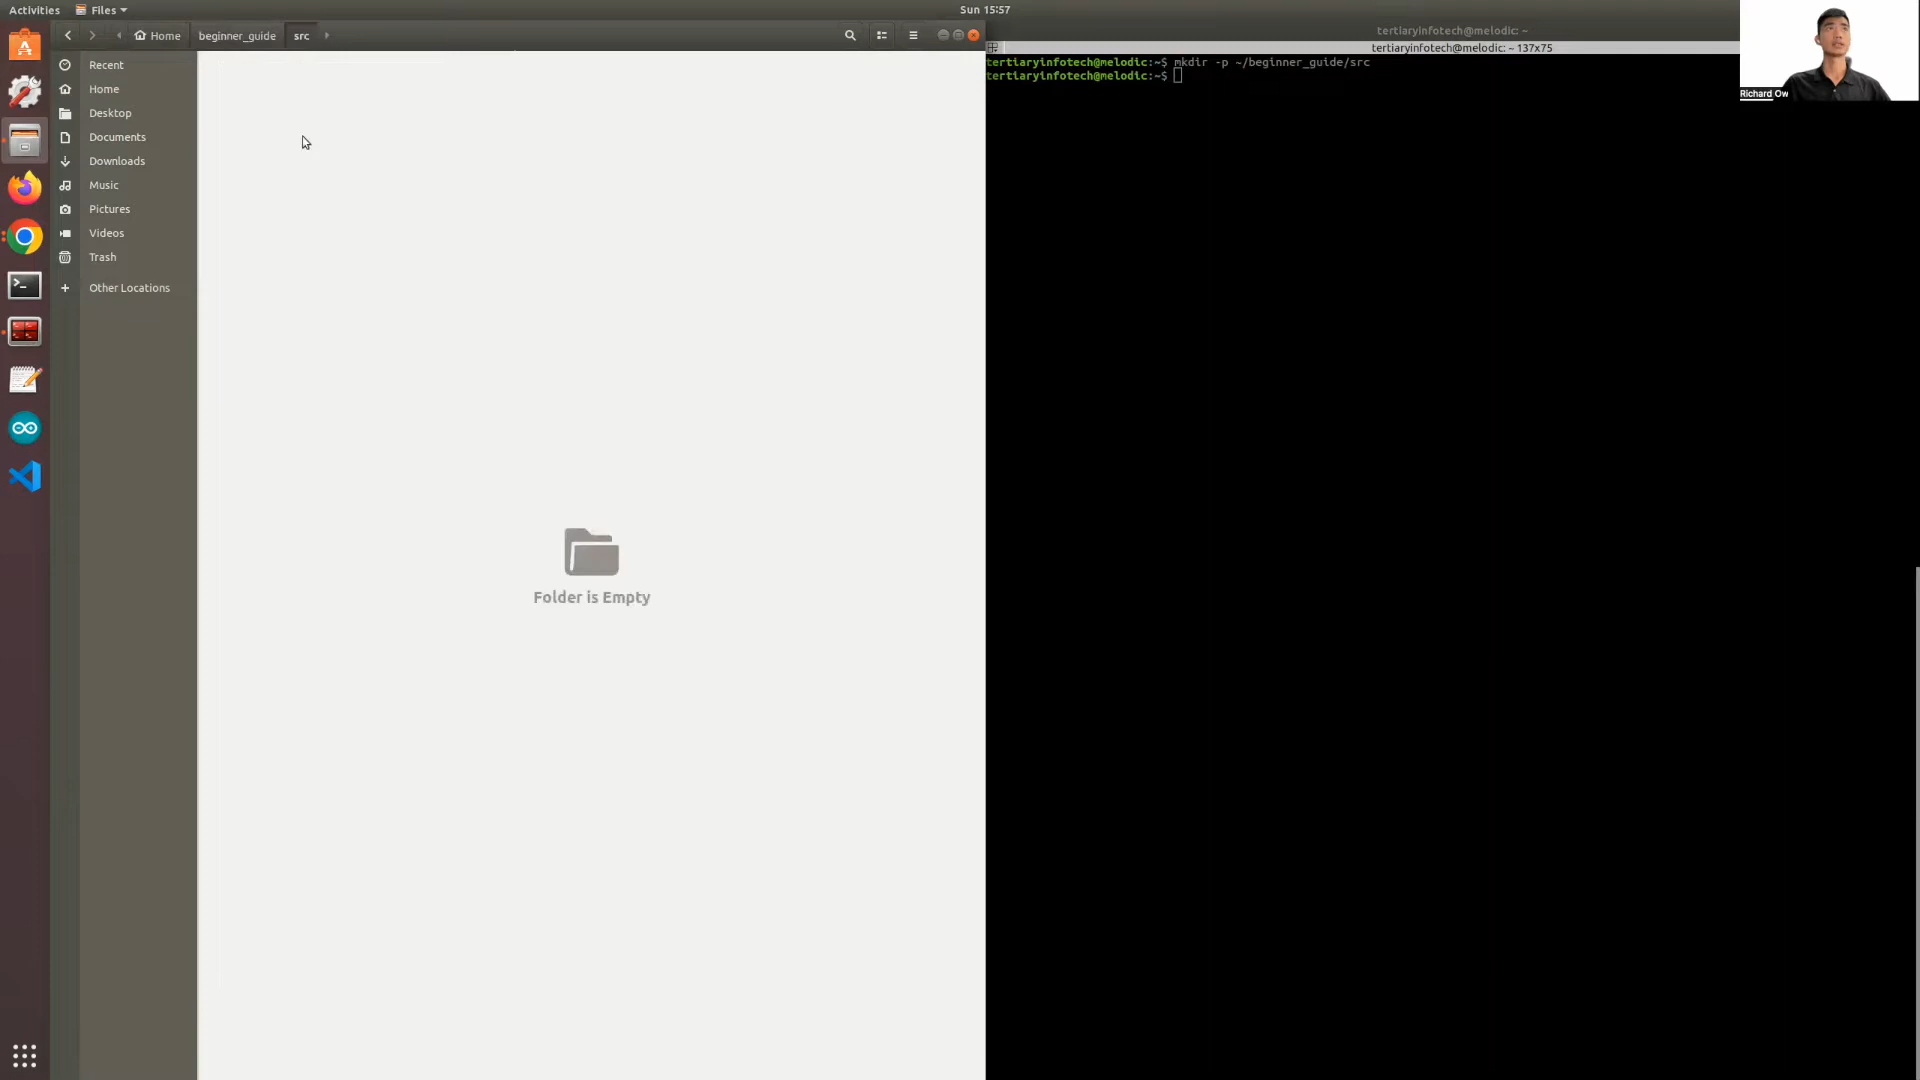 Activities
Files
Sun 15:57
Home
beginner_guide
src
Recent
Home
Desktop
Documents
Downloads
Music
Pictures
Videos
Trash
Other Locations
Folder is Empty
tertiaryinfotech@melodic: ~
tertiaryinfotech@melodic: ~ 137x75
tertiaryinfotech@melodic:~$ mkdir -p ~/beginner_guide/src
tertiaryinfotech@melodic:~$
Richard Ow